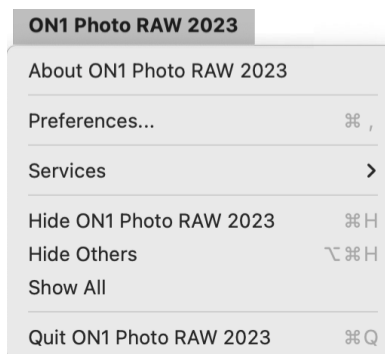 ON1 Photo RAW 2023
About ON1 Photo RAW 2023
Preferences... ⌘ ,
Services >
Hide ON1 Photo RAW 2023 ⌘H
Hide Others ⌥⌘H
Show All
Quit ON1 Photo RAW 2023 ⌘Q